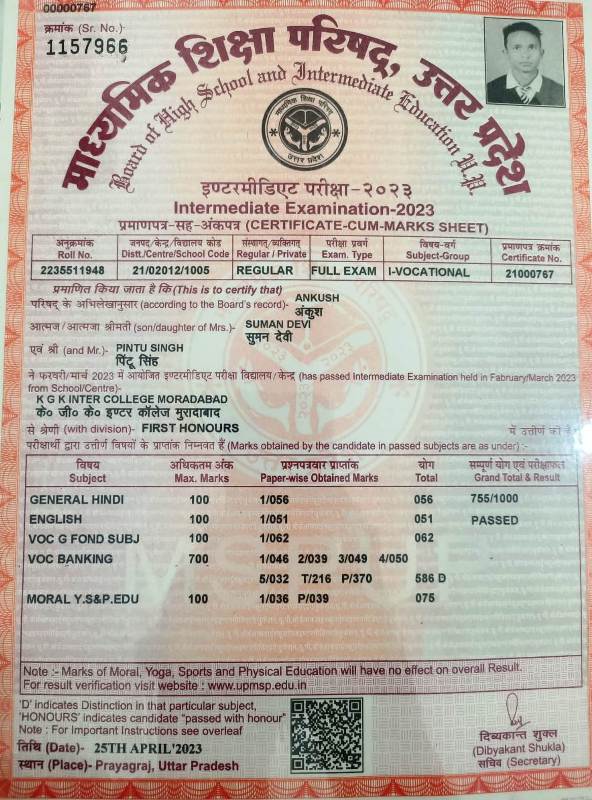 00000767
क्रमांक (Sr. No.)-
1157966
माध्यमिक शिक्षा परिषद्, उत्तर प्रदेश
Board of High School and Intermediate Education U.P.
माध्यमिक शिक्षा परिषद्
उत्तर प्रदेश
इण्टरमीडिएट परीक्षा-२०२३
Intermediate Examination-2023
प्रमाणपत्र-सह-अंकपत्र (CERTIFICATE-CUM-MARKS SHEET)
अनुक्रमांक जनपद/केन्द्र/विद्यालय कोड संस्थागत/व्यक्तिगत परीक्षा प्रवर्ग विषय-वर्ग प्रमाणपत्र क्रमांक
Roll No. Distt./Centre/School Code Regular / Private Exam. Type Subject-Group Certificate No.
2235511948 21/02012/1005 REGULAR FULL EXAM I-VOCATIONAL 21000767
प्रमाणित किया जाता है कि(This is to certify that)
ANKUSH
परिषद् के अभिलेखानुसार (according to the Board's record)- अंकुश
SUMAN DEVI
आत्मज/आत्मजा श्रीमती (son/daughter of Mrs.)- सुमन देवी
PINTU SINGH
एवं श्री (and Mr.)- पिंटू सिंह
ने फरवरी/मार्च 2023 में आयोजित इण्टरमीडिएट परीक्षा विद्यालय/केन्द्र (has passed Intermediate Examination held in Fabruary/March 2023
from School/Centre)-
K G K INTER COLLEGE MORADABAD
के० जी० के० इण्टर कॉलेज मुरादाबाद
से श्रेणी (with division)- FIRST HONOURS में उत्तीर्ण की है
परीक्षार्थी द्वारा उत्तीर्ण विषयों के प्राप्तांक निम्नवत हैं (Marks obtained by the candidate in passed subjects are as under) :-
विषय अधिकतम अंक प्रश्नपत्रवार प्राप्तांक योग सम्पूर्ण योग एवं परीक्षाफल
Subject Max. Marks Paper-wise Obtained Marks Total Grand Total & Result
GENERAL HINDI 100 1/056 056 755/1000
ENGLISH 100 1/051 051 PASSED
VOC G FOND SUBJ 100 1/062 062
VOC BANKING 700 1/046 2/039 3/049 4/050
5/032 T/216 P/370 586 D
MORAL Y.S&P.EDU 100 1/036 P/039 075
Note :- Marks of Moral, Yoga, Sports and Physical Education will have no effect on overall Result.
For result verification visit website : www.upmsp.edu.in
'D' indicates Distinction in that particular subject,
'HONOURS' indicates candidate "passed with honour"
Note : For Important Instructions see overleaf
तिथि (Date)- 25TH APRIL'2023
स्थान (Place)- Prayagraj, Uttar Pradesh
दिव्यकान्त शुक्ल
(Dibyakant Shukla)
सचिव (Secretary)